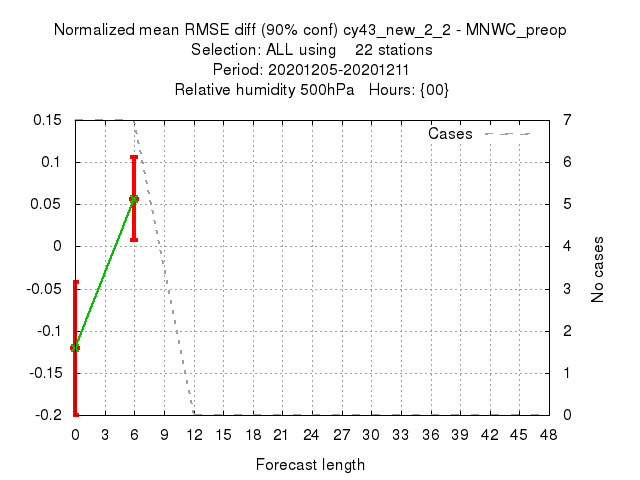 Normalized mean RMSE diff (90% conf) cy43_new_2_2 - MNWC_preop
Selection: ALL using    22 stations
Period: 20201205-20201211
Relative humidity 500hPa   Hours: {00}
Cases
0.15
0.1
0.05
0
-0.05
-0.1
-0.15
-0.2
7
6
5
4
3
2
1
0
No cases
0 3 6 9 12 15 18 21 24 27 30 33 36 39 42 45 48
Forecast length